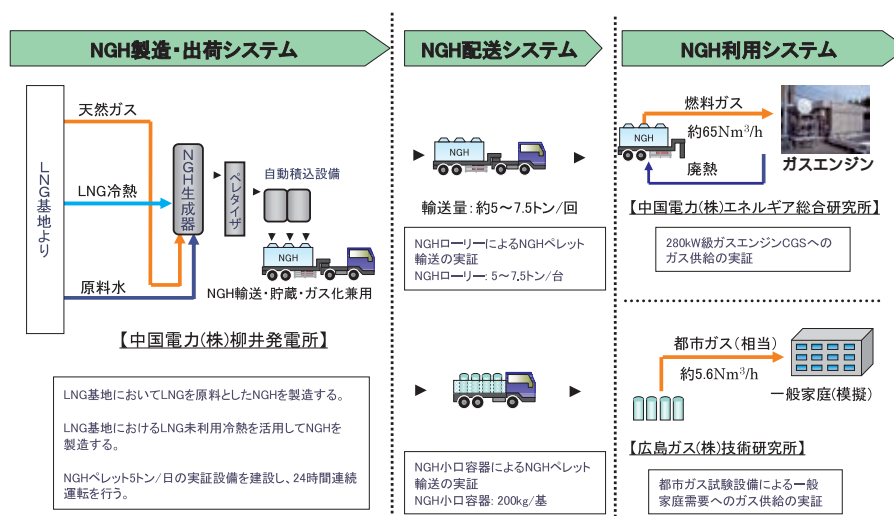 NGH製造・出荷システム
天然ガス
LNG基地より
LNG冷熱
原料水
NGH生成器
ペレタイザ
自動積込設備
NGH
NGH輸送・貯蔵・ガス化兼用
【中国電力(株)柳井発電所】
LNG基地においてLNGを原料としたNGHを製造する。
LNG基地におけるLNG未利用冷熱を活用してNGHを
製造する。
NGHペレット5トン/日の実証設備を建設し、24時間連続
運転を行う。
NGH配送システム
NGH
輸送量：約5～7.5トン/回
NGHローリーによるNGHペレット
輸送の実証
NGHローリー：5～7.5トン/台
NGH小口容器によるNGHペレット
輸送の実証
NGH小口容器：200kg/基
NGH利用システム
燃料ガス
約65Nm³/h
NGH
廃熱
ガスエンジン
【中国電力(株)エネルギア総合研究所】
280kW級ガスエンジンCGSへの
ガス供給の実証
都市ガス(相当)
約5.6Nm³/h
一般家庭(模擬)
【広島ガス(株)技術研究所】
都市ガス試験設備による一般
家庭需要へのガス供給の実証